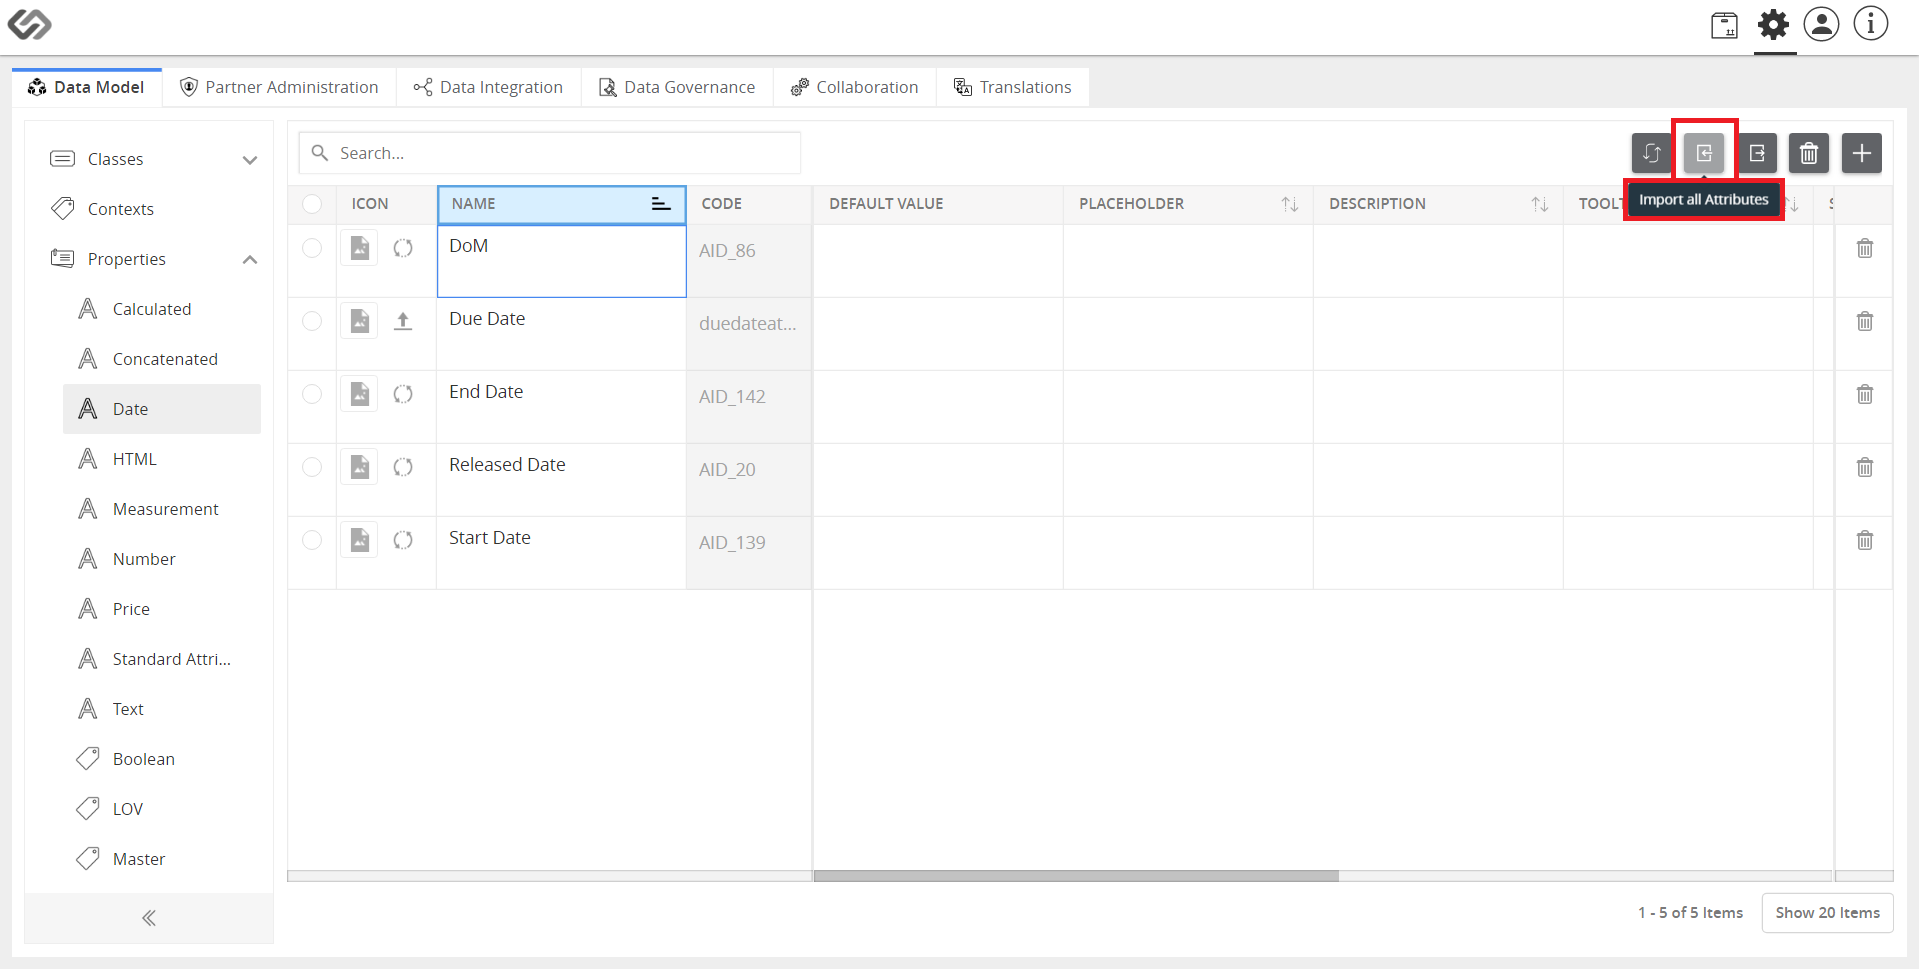 Data Model
Partner Administration
Data Integration
Data Governance
Collaboration
Translations
Classes
Contexts
Properties
Calculated
Concatenated
Date
HTML
Measurement
Number
Price
Standard Attri...
Text
Boolean
LOV
Master
Search...
Import all Attributes
ICON NAME CODE DEFAULT VALUE PLACEHOLDER DESCRIPTION TOOLT
DoM AID_86
Due Date duedateat...
End Date AID_142
Released Date AID_20
Start Date AID_139
1 - 5 of 5 Items Show 20 Items